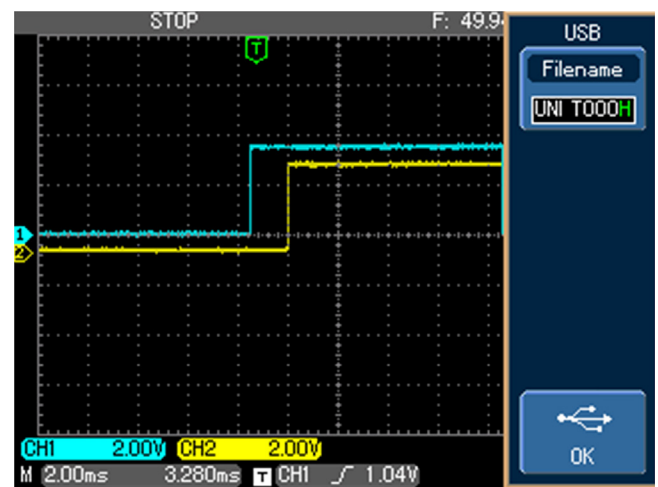 STOP F: 49.9
USB
T
Filename
UNI T000H
1
2
CH1 2.00V CH2 2.00V
M 2.00ms 3.280ms T CH1 1.04V
OK